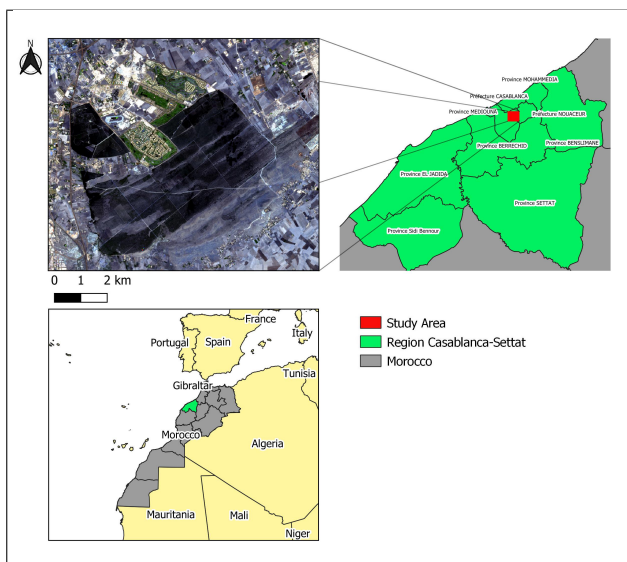 N
Province MOHAMMEDIA
Préfecture CASABLANCA
Province MEDIOUNA
Préfecture NOUACEUR
Province BENSLIMANE
Province BERRECHID
Province EL JADIDA
Province SETTAT
Province Sidi Bennour
0 1 2 km
France
Italy
Portugal
Spain
Tunisia
Gibraltar
Morocco
Algeria
Mauritania
Mali
Niger
Study Area
Region Casablanca-Settat
Morocco